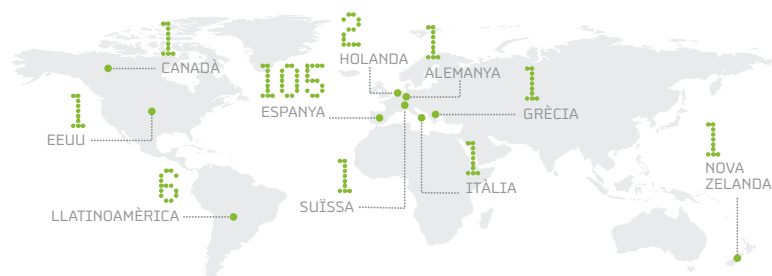 1
CANADÀ
2
HOLANDA
1
ALEMANYA
105
ESPANYA
1
GRÈCIA
1
EEUU
1
ITÀLIA
1
NOVA
ZELANDA
6
LLATINOAMÈRICA
1
SUÏSSA